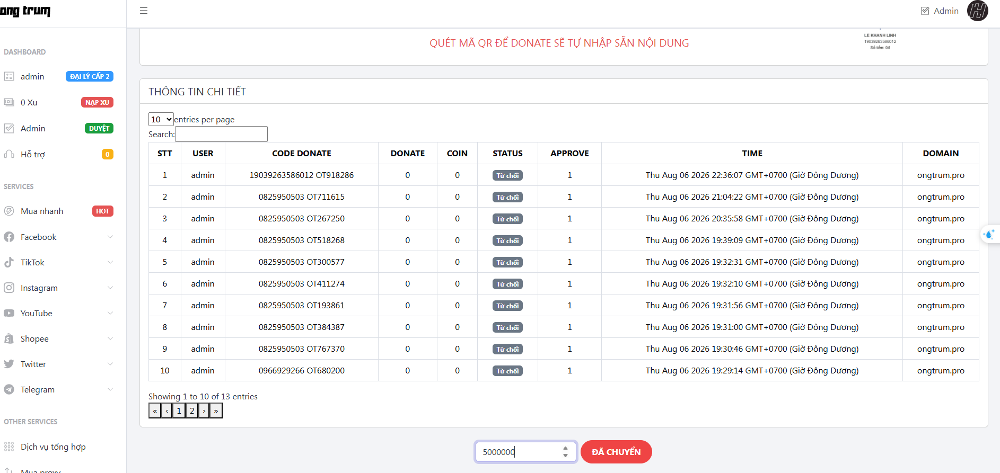 ong trum
Admin
DASHBOARD
admin ĐẠI LÝ CẤP 2
0 Xu NẠP XU
Admin DUYỆT
Hỗ trợ 0
SERVICES
Mua nhanh HOT
Facebook
TikTok
Instagram
YouTube
Shopee
Twitter
Telegram
OTHER SERVICES
Dịch vụ tổng hợp
Mua proxy
QUÉT MÃ QR ĐỂ DONATE SẼ TỰ NHẬP SẴN NỘI DUNG
LE KHANH LINH
19039263586012
Số tiền: 0đ
THÔNG TIN CHI TIẾT
10 entries per page
Search:
STT USER CODE DONATE DONATE COIN STATUS APPROVE TIME DOMAIN
1 admin 19039263586012 OT918286 0 0 Từ chối 1 Thu Aug 06 2026 22:36:07 GMT+0700 (Giờ Đông Dương) ongtrum.pro
2 admin 0825950503 OT711615 0 0 Từ chối 1 Thu Aug 06 2026 21:04:22 GMT+0700 (Giờ Đông Dương) ongtrum.pro
3 admin 0825950503 OT267250 0 0 Từ chối 1 Thu Aug 06 2026 20:35:58 GMT+0700 (Giờ Đông Dương) ongtrum.pro
4 admin 0825950503 OT518268 0 0 Từ chối 1 Thu Aug 06 2026 19:39:09 GMT+0700 (Giờ Đông Dương) ongtrum.pro
5 admin 0825950503 OT300577 0 0 Từ chối 1 Thu Aug 06 2026 19:32:31 GMT+0700 (Giờ Đông Dương) ongtrum.pro
6 admin 0825950503 OT411274 0 0 Từ chối 1 Thu Aug 06 2026 19:32:10 GMT+0700 (Giờ Đông Dương) ongtrum.pro
7 admin 0825950503 OT193861 0 0 Từ chối 1 Thu Aug 06 2026 19:31:56 GMT+0700 (Giờ Đông Dương) ongtrum.pro
8 admin 0825950503 OT384387 0 0 Từ chối 1 Thu Aug 06 2026 19:31:00 GMT+0700 (Giờ Đông Dương) ongtrum.pro
9 admin 0825950503 OT767370 0 0 Từ chối 1 Thu Aug 06 2026 19:30:46 GMT+0700 (Giờ Đông Dương) ongtrum.pro
10 admin 0966929266 OT680200 0 0 Từ chối 1 Thu Aug 06 2026 19:29:14 GMT+0700 (Giờ Đông Dương) ongtrum.pro
Showing 1 to 10 of 13 entries
« ‹ 1 2 › »
5000000 ĐÃ CHUYỂN